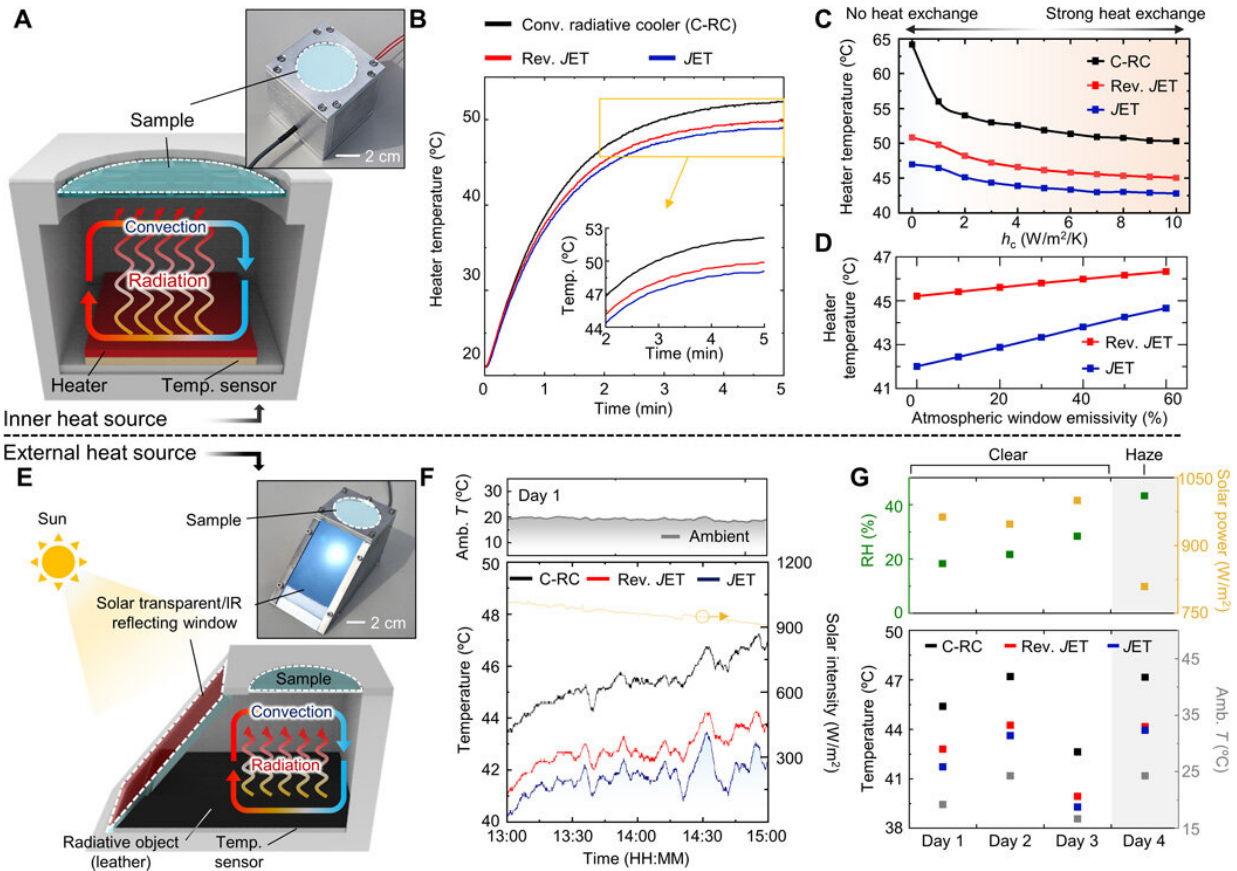 A
Sample
2 cm
Convection
Radiation
Heater
Temp. sensor
Inner heat source
B
Conv. radiative cooler (C-RC)
Rev. JET
JET
Heater temperature (ºC)
50
40
30
20
0
1
2
3
4
5
Time (min)
Temp. (ºC)
53
50
47
44
2
3
4
5
Time (min)
C
No heat exchange
Strong heat exchange
Heater temperature (ºC)
65
60
55
50
45
40
C-RC
Rev. JET
JET
0
2
4
6
8
10
hc (W/m²/K)
D
Heater
temperature (ºC)
47
45
43
41
Rev. JET
JET
0
20
40
60
Atmospheric window emissivity (%)
External heat source
E
Sun
Sample
Solar transparent/IR
reflecting window
2 cm
Sample
Convection
Radiation
Radiative object
(leather)
Temp.
sensor
F
Amb. T (ºC)
30
20
10
Day 1
Ambient
Temperature (ºC)
50
48
46
44
42
40
C-RC
Rev. JET
JET
1200
900
600
300
0
Solar intensity (W/m²)
13:00
13:30
14:00
14:30
15:00
Time (HH:MM)
G
Clear
Haze
RH (%)
40
20
0
1050
900
750
Solar power
(W/m²)
Temperature (ºC)
47
44
41
38
C-RC
Rev. JET
JET
45
35
25
15
Amb. T (ºC)
Day 1
Day 2
Day 3
Day 4